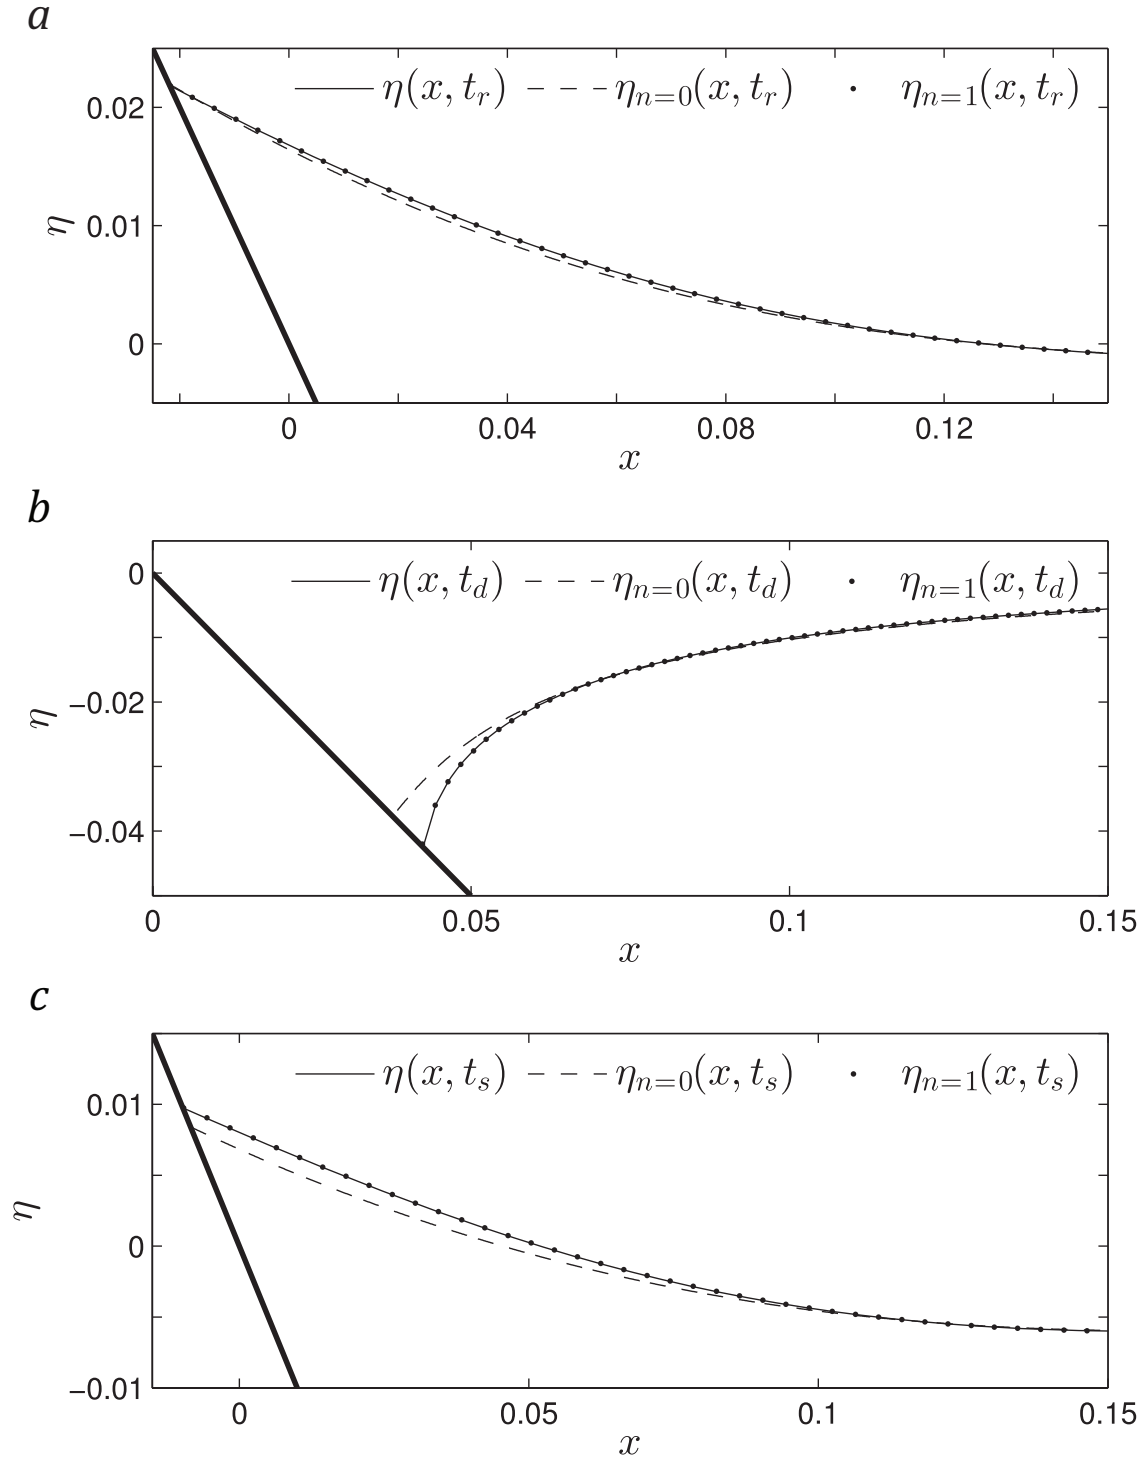 a
η(x, t_r) η_{n=0}(x, t_r) η_{n=1}(x, t_r)
0.02
0.01
0
η
0 0.04 0.08 0.12
x
b
η(x, t_d) η_{n=0}(x, t_d) η_{n=1}(x, t_d)
0
−0.02
−0.04
η
0 0.05 0.1 0.15
x
c
η(x, t_s) η_{n=0}(x, t_s) η_{n=1}(x, t_s)
0.01
0
−0.01
η
0 0.05 0.1 0.15
x